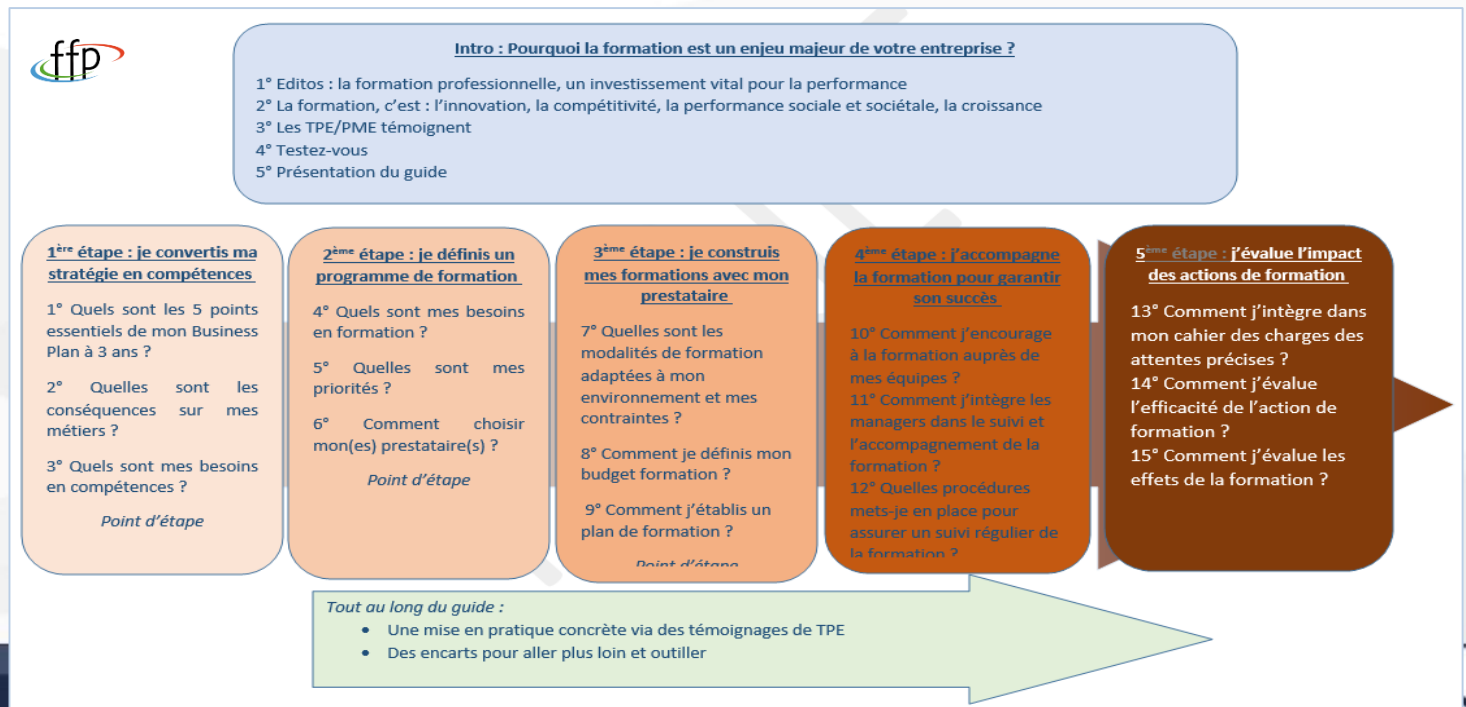 ffp
Intro : Pourquoi la formation est un enjeu majeur de votre entreprise ?
1° Editos : la formation professionnelle, un investissement vital pour la performance
2° La formation, c’est : l’innovation, la compétitivité, la performance sociale et sociétale, la croissance
3° Les TPE/PME témoignent
4° Testez-vous
5° Présentation du guide
1ère étape : je convertis ma
stratégie en compétences
1° Quels sont les 5 points
essentiels de mon Business
Plan à 3 ans ?
2° Quelles sont les
conséquences sur mes
métiers ?
3° Quels sont mes besoins
en compétences ?
Point d’étape
2ème étape : je définis un
programme de formation
4° Quels sont mes besoins
en formation ?
5° Quelles sont mes
priorités ?
6° Comment choisir
mon(es) prestataire(s) ?
Point d’étape
3ème étape : je construis
mes formations avec mon
prestataire
7° Quelles sont les
modalités de formation
adaptées à mon
environnement et mes
contraintes ?
8° Comment je définis mon
budget formation ?
9° Comment j’établis un
plan de formation ?
Point d’étape
4ème étape : j’accompagne
la formation pour garantir
son succès
10° Comment j’encourage
à la formation auprès de
mes équipes ?
11° Comment j’intègre les
managers dans le suivi et
l’accompagnement de la
formation ?
12° Quelles procédures
mets-je en place pour
assurer un suivi régulier de
la formation ?
5ème étape : j’évalue l’impact
des actions de formation
13° Comment j’intègre dans
mon cahier des charges des
attentes précises ?
14° Comment j’évalue
l’efficacité de l’action de
formation ?
15° Comment j’évalue les
effets de la formation ?
Tout au long du guide :
• Une mise en pratique concrète via des témoignages de TPE
• Des encarts pour aller plus loin et outiller